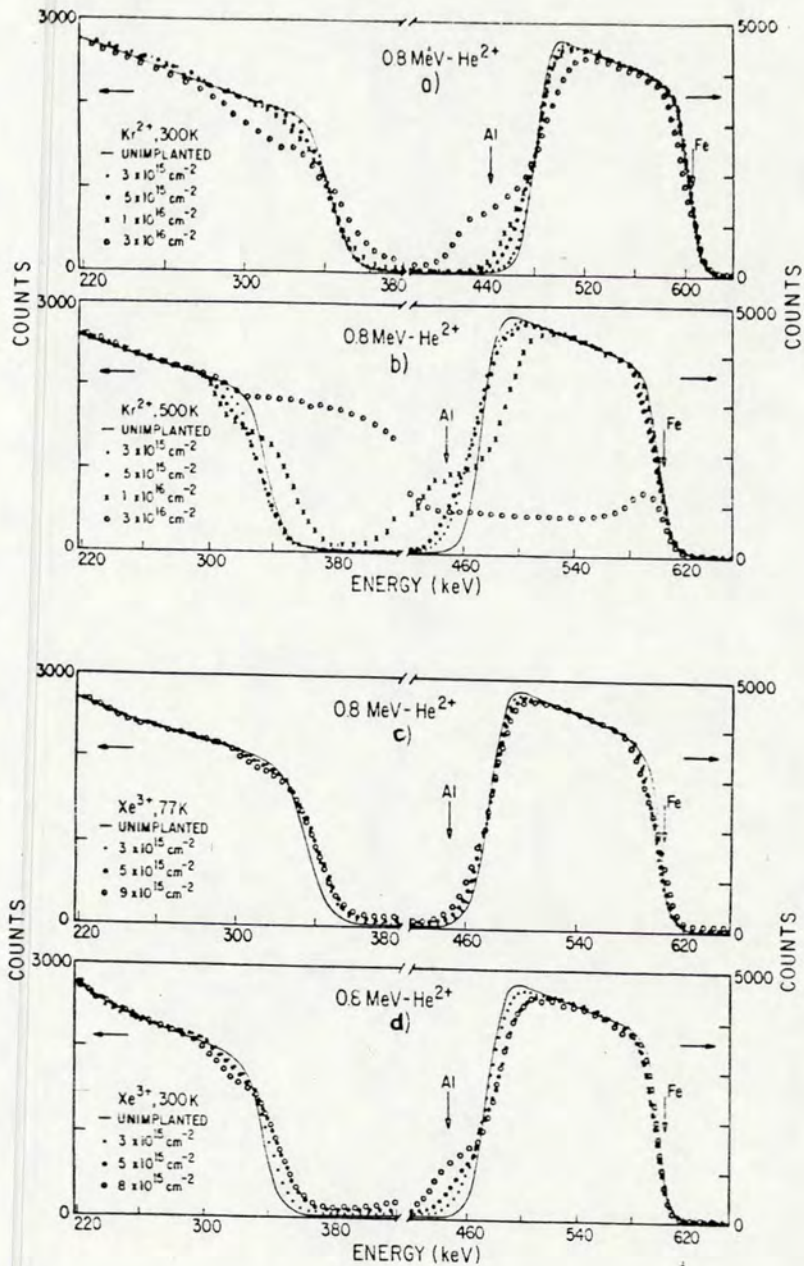 3000
5000
0.8 MeV-He2+
a)
Al
Fe
Kr2+, 300K
— UNIMPLANTED
· 3 x 10^15 cm^-2
• 5 x 10^15 cm^-2
x 1 x 10^16 cm^-2
o 3 x 10^16 cm^-2
0
0
220 300 380 440 520 600
COUNTS
COUNTS
3000
5000
0.8 MeV-He2+
b)
Al
Fe
Kr2+, 500K
— UNIMPLANTED
· 3 x 10^15 cm^-2
• 5 x 10^15 cm^-2
x 1 x 10^16 cm^-2
o 3 x 10^16 cm^-2
0
0
220 300 380 460 540 620
ENERGY (keV)
3000
5000
0.8 MeV-He2+
c)
Al
Fe
Xe3+, 77K
— UNIMPLANTED
· 3 x 10^15 cm^-2
• 5 x 10^15 cm^-2
o 9 x 10^15 cm^-2
0
0
220 300 380 460 540 620
COUNTS
COUNTS
3000
5000
0.8 MeV-He2+
d)
Al
Fe
Xe3+, 300K
— UNIMPLANTED
· 3 x 10^15 cm^-2
• 5 x 10^15 cm^-2
o 8 x 10^15 cm^-2
0
0
220 300 380 460 540 620
ENERGY (keV)